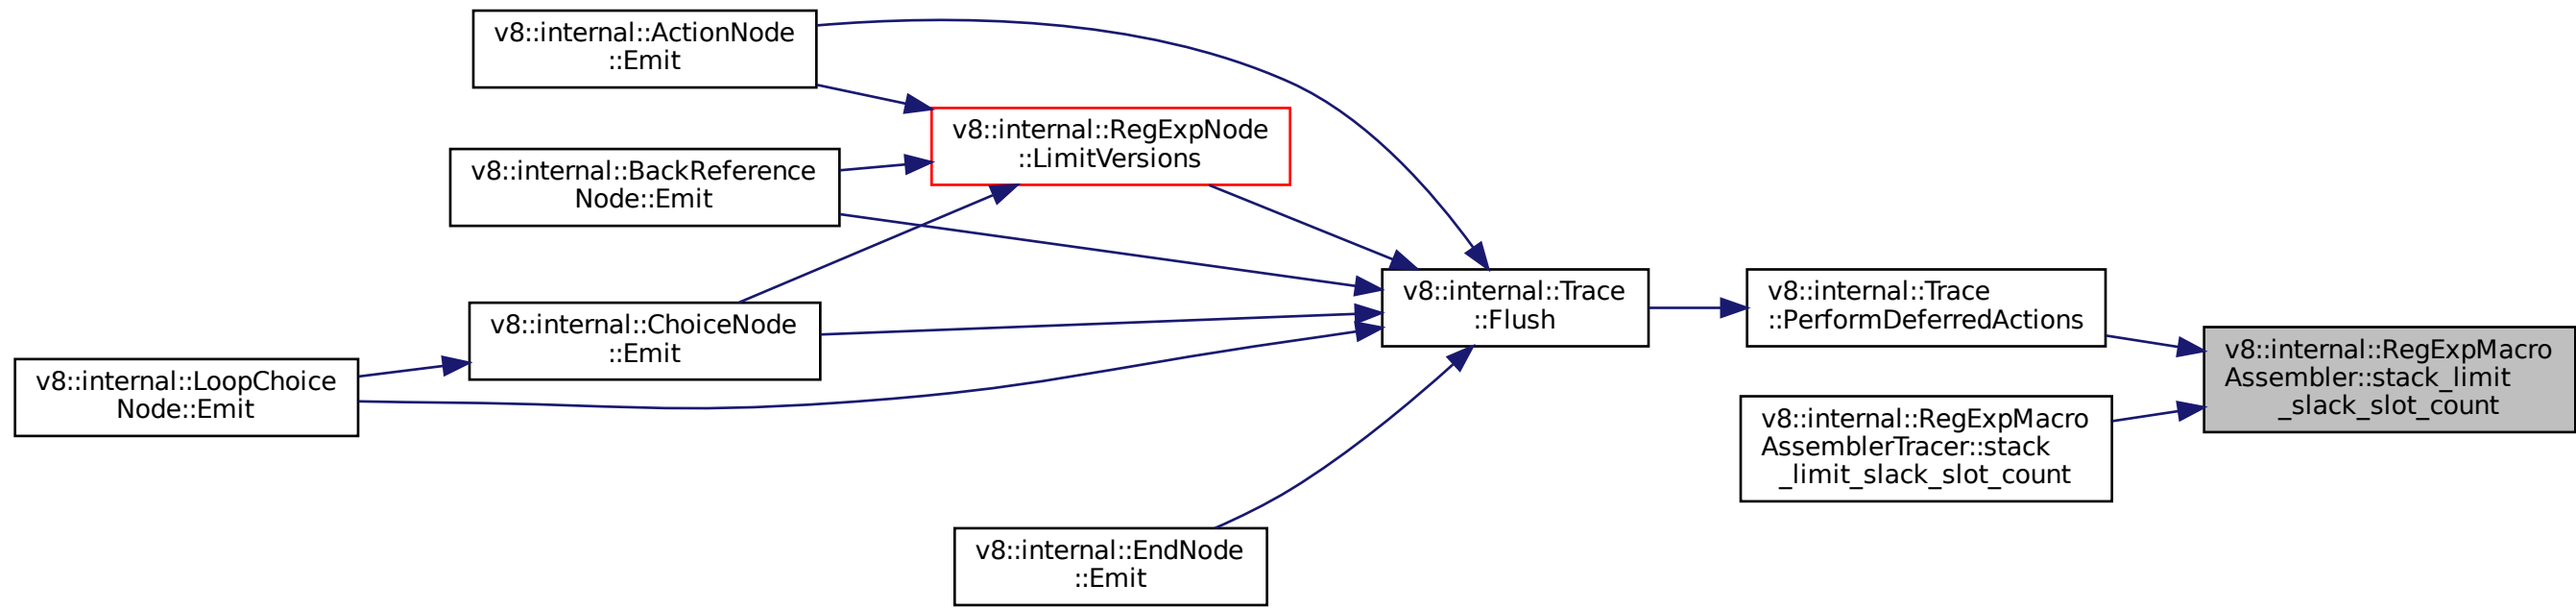 v8::internal::ActionNode
::Emit
v8::internal::RegExpNode
::LimitVersions
v8::internal::BackReference
Node::Emit
v8::internal::Trace
::Flush
v8::internal::Trace
::PerformDeferredActions
v8::internal::ChoiceNode
::Emit
v8::internal::RegExpMacro
Assembler::stack_limit
_slack_slot_count
v8::internal::LoopChoice
Node::Emit
v8::internal::RegExpMacro
AssemblerTracer::stack
_limit_slack_slot_count
v8::internal::EndNode
::Emit